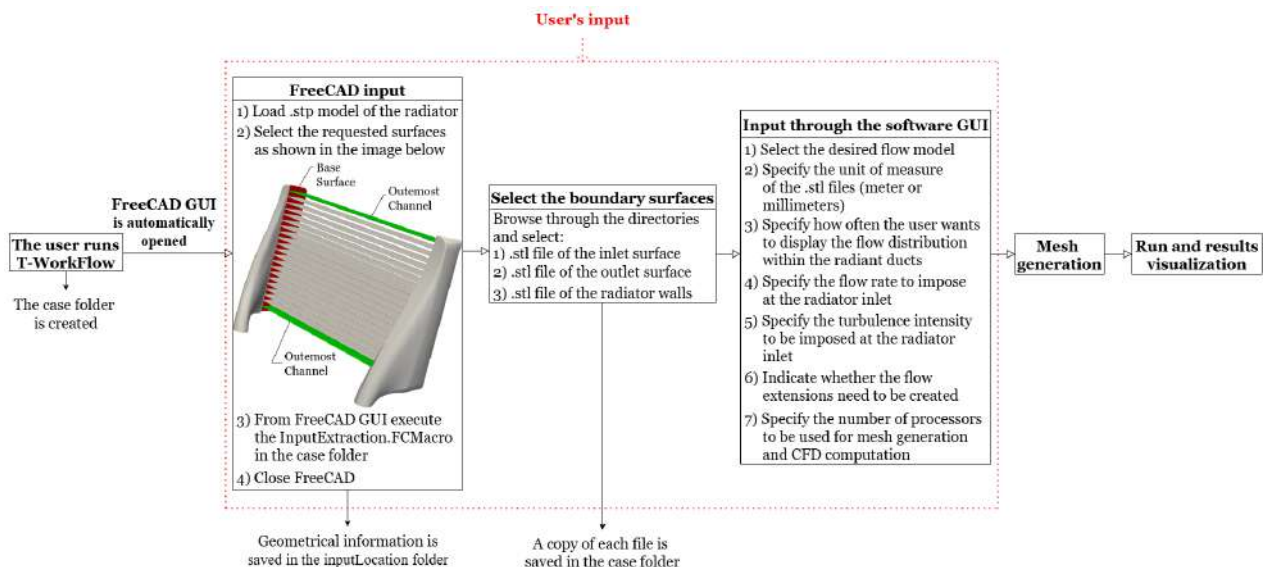 User's input
The user runs
T-WorkFlow
The case folder
is created
FreeCAD GUI
is automatically
opened
FreeCAD input
1) Load .stp model of the radiator
2) Select the requested surfaces
as shown in the image below
Base
Surface
Outemost
Channel
Outemost
Channel
3) From FreeCAD GUI execute
the InputExtraction.FCMacro
in the case folder
4) Close FreeCAD
Geometrical information is
saved in the inputLocation folder
Select the boundary surfaces
Browse through the directories
and select:
1) .stl file of the inlet surface
2) .stl file of the outlet surface
3) .stl file of the radiator walls
A copy of each file is
saved in the case folder
Input through the software GUI
1) Select the desired flow model
2) Specify the unit of measure
of the .stl files (meter or
millimeters)
3) Specify how often the user wants
to display the flow distribution
within the radiant ducts
4) Specify the flow rate to impose
at the radiator inlet
5) Specify the turbulence intensity
to be imposed at the radiator
inlet
6) Indicate whether the flow
extensions need to be created
7) Specify the number of processors
to be used for mesh generation
and CFD computation
Mesh
generation
Run and results
visualization